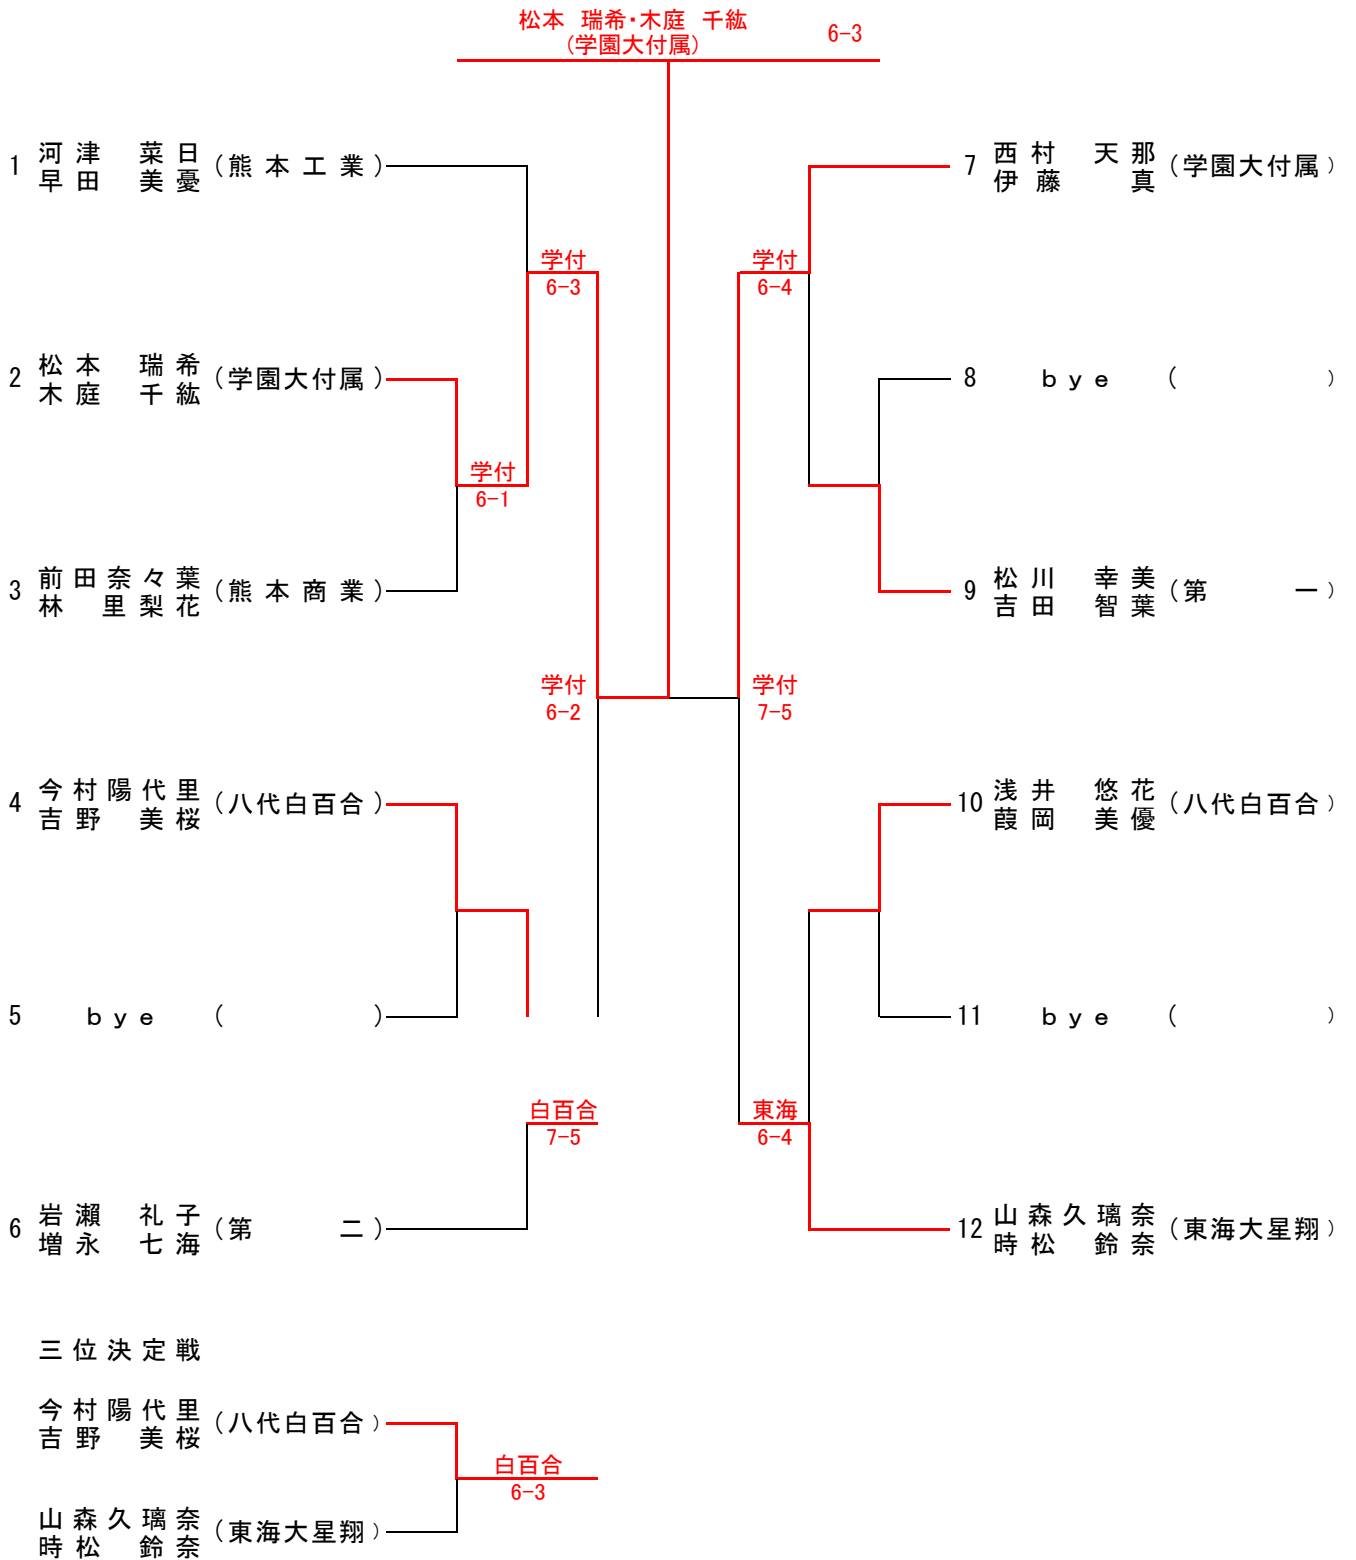 松本 瑞希・木庭 千紘
(学園大付属)
6-3
1 河津 菜日
早田 美憂 (熊本工業)
学付
6-3
2 松本 瑞希
木庭 千紘 (学園大付属)
学付
6-1
3 前田奈々葉
林 里梨花 (熊本商業)
学付
6-2
4 今村陽代里
吉野 美桜 (八代白百合)
5 bye ( )
白百合
7-5
6 岩瀬 礼子
増永 七海 (第二)
7 西村 天那
伊藤 真 (学園大付属)
学付
6-4
8 bye ( )
9 松川 幸美
吉田 智葉 (第一)
学付
7-5
10 浅井 悠花
葭岡 美優 (八代白百合)
11 bye ( )
東海
6-4
12 山森久璃奈
時松 鈴奈 (東海大星翔)
三位決定戦
今村陽代里
吉野 美桜 (八代白百合)
白百合
6-3
山森久璃奈
時松 鈴奈 (東海大星翔)